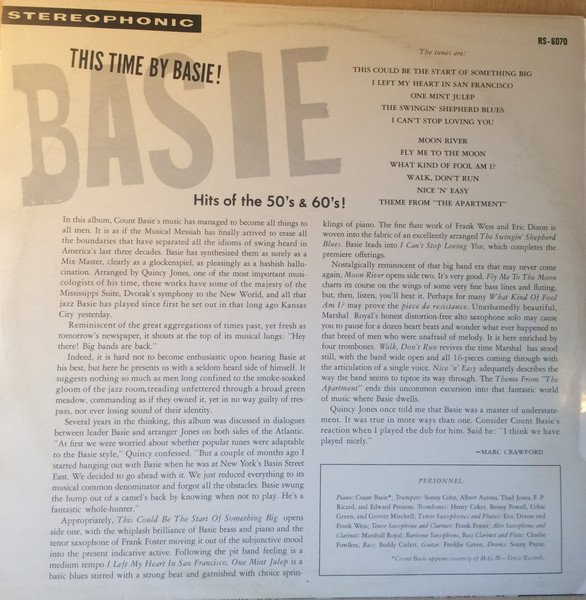 STEREOPHONIC
RS-6070
THIS TIME BY BASIE!
BASIE
Hits of the 50's & 60's!
The tunes are:
THIS COULD BE THE START OF SOMETHING BIG
I LEFT MY HEART IN SAN FRANCISCO
ONE MINT JULEP
THE SWINGIN' SHEPHERD BLUES
I CAN'T STOP LOVING YOU
MOON RIVER
FLY ME TO THE MOON
WHAT KIND OF FOOL AM I?
WALK, DON'T RUN
NICE 'N' EASY
THEME FROM "THE APARTMENT"
In this album, Count Basie's music has managed to become all things to
all men. It is as if the Musical Messiah has finally arrived to erase all
the boundaries that have separated all the idioms of swing heard in
America's last three decades. Basie has synthesized them as surely as a
Mix Master, clearly as a glockenspiel, as pleasingly as a hashish hallu-
cination. Arranged by Quincy Jones, one of the most important musi-
cologists of his time, these works have some of the majesty of the
Mississippi Suite, Dvorak's symphony to the New World, and all that
jazz Basie has played since first he set out in that long ago Kansas
City yesterday.
Reminiscent of the great aggregations of times past, yet fresh as
tomorrow's newspaper, it shouts at the top of its musical lungs: "Hey
there! Big bands are back."
Indeed, it is hard not to become enthusiastic upon hearing Basie at
his best, but here he presents us with a seldom heard side of himself. It
suggests nothing so much as men long confined to the smoke-soaked
gloom of the jazz room,treading unfettered through a broad green
meadow, commanding as if they owned it, yet in no way guilty of tres-
pass, nor ever losing sound of their identity.
Several years in the thinking, this album was discussed in dialogues
between leader Basie and arranger Jones on both sides of the Atlantic.
"At first we were worried about whether popular tunes were adaptable
to the Basie style," Quincy confessed. "But a couple of months ago I
started hanging out with Basie when he was at New York's Basin Street
East. We decided to go ahead with it. We just reduced everything to its
musical common denominator and forgot all the obstacles. Basie swung
the hump out of a camel's back by knowing when not to play. He's a
fantastic whole-hunter."
Appropriately, This Could Be The Start Of Something Big opens
side one, with the whiplash brilliance of Basie brass and piano and the
tenor saxophone of Frank Foster moving it out of the subjunctive mood
into the present indicative active. Following the pit band feeling is a
medium tempo I Left My Heart In San Francisco. One Mint Julep is a
basic blues stirred with a strong beat and garnished with choice sprin-
klings of piano. The fine flute work of Frank Wess and Eric Dixon is
woven into the fabric of an excellently arranged The Swingin' Shepherd
Blues. Basie leads into I Can't Stop Loving You, which completes the
premiere offerings.
Nostalgically reminiscent of that big band era that may never come
again, Moon River opens side two. It's very good. Fly Me To The Moon
charts its course on the wings of some very fine bass lines and fluting,
but, then, listen, you'll hear it. Perhaps for many What Kind Of Fool
Am I? may prove the piece de resistance. Unashamedly beautiful,
Marshal Royal's honest distortion-free alto saxophone solo may cause
you to pause for a dozen heart beats and wonder what ever happened to
that breed of men who were unafraid of melody. It is here enriched by
four trombones. Walk, Don't Run revives the time Marshal has stood
still, with the band wide open and all 16-pieces coming through with
the articulation of a single voice. Nice 'n' Easy adequately describes the
way the band seems to tiptoe its way through. The Theme From "The
Apartment" ends this uncommon excursion into that fantastic world
of music where Basie dwells.
Quincy Jones once told me that Basie was a master of understate-
ment. It was true in more ways than one. Consider Count Basie's
reaction when I played the dub for him. Said he: "I think we have
played nicely."
—MARC CRAWFORD
PERSONNEL
Piano: Count Basie*; Trumpets: Sonny Cohn, Albert Aarons, Thad Jones, F. P.
Ricard, and Edward Preston; Trombones: Henry Coker, Benny Powell, Urbie
Green, and Grover Mitchell; Tenor Saxophones and Flutes: Eric Dixon and
Frank Wess; Tenor Saxophone and Clarinet: Frank Foster, Alto Saxophone and
Clarinet: Marshall Royal; Baritone Saxophone, Bass Clarinet and Flute: Charlie
Fowlkes, Bass: Buddy Catlett; Guitar: Freddie Green; Drums: Sonny Payne.
*Count Basie appears courtesy of M-G-M—Verve Records.